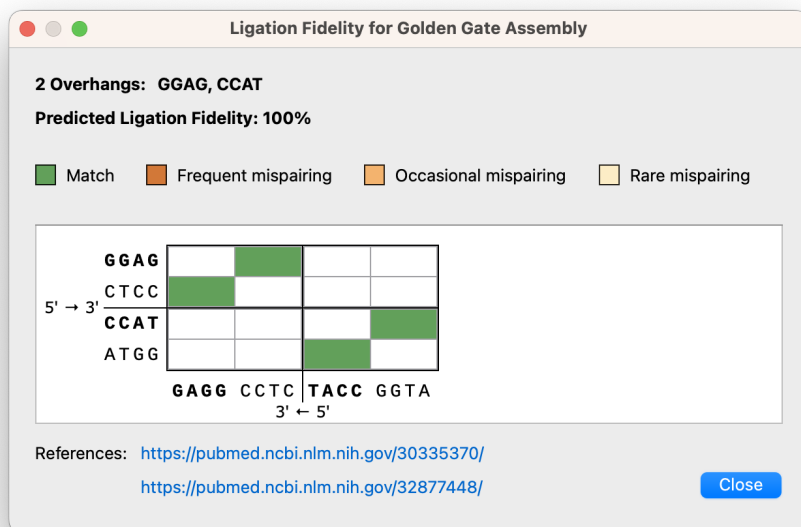 Ligation Fidelity for Golden Gate Assembly
2 Overhangs: GGAG, CCAT
Predicted Ligation Fidelity: 100%
Match Frequent mispairing Occasional mispairing Rare mispairing
GGAG
CTCC
5' → 3'
CCAT
ATGG
GAGG CCTC TACC GGTA
3' ← 5'
References: https://pubmed.ncbi.nlm.nih.gov/30335370/
https://pubmed.ncbi.nlm.nih.gov/32877448/
Close